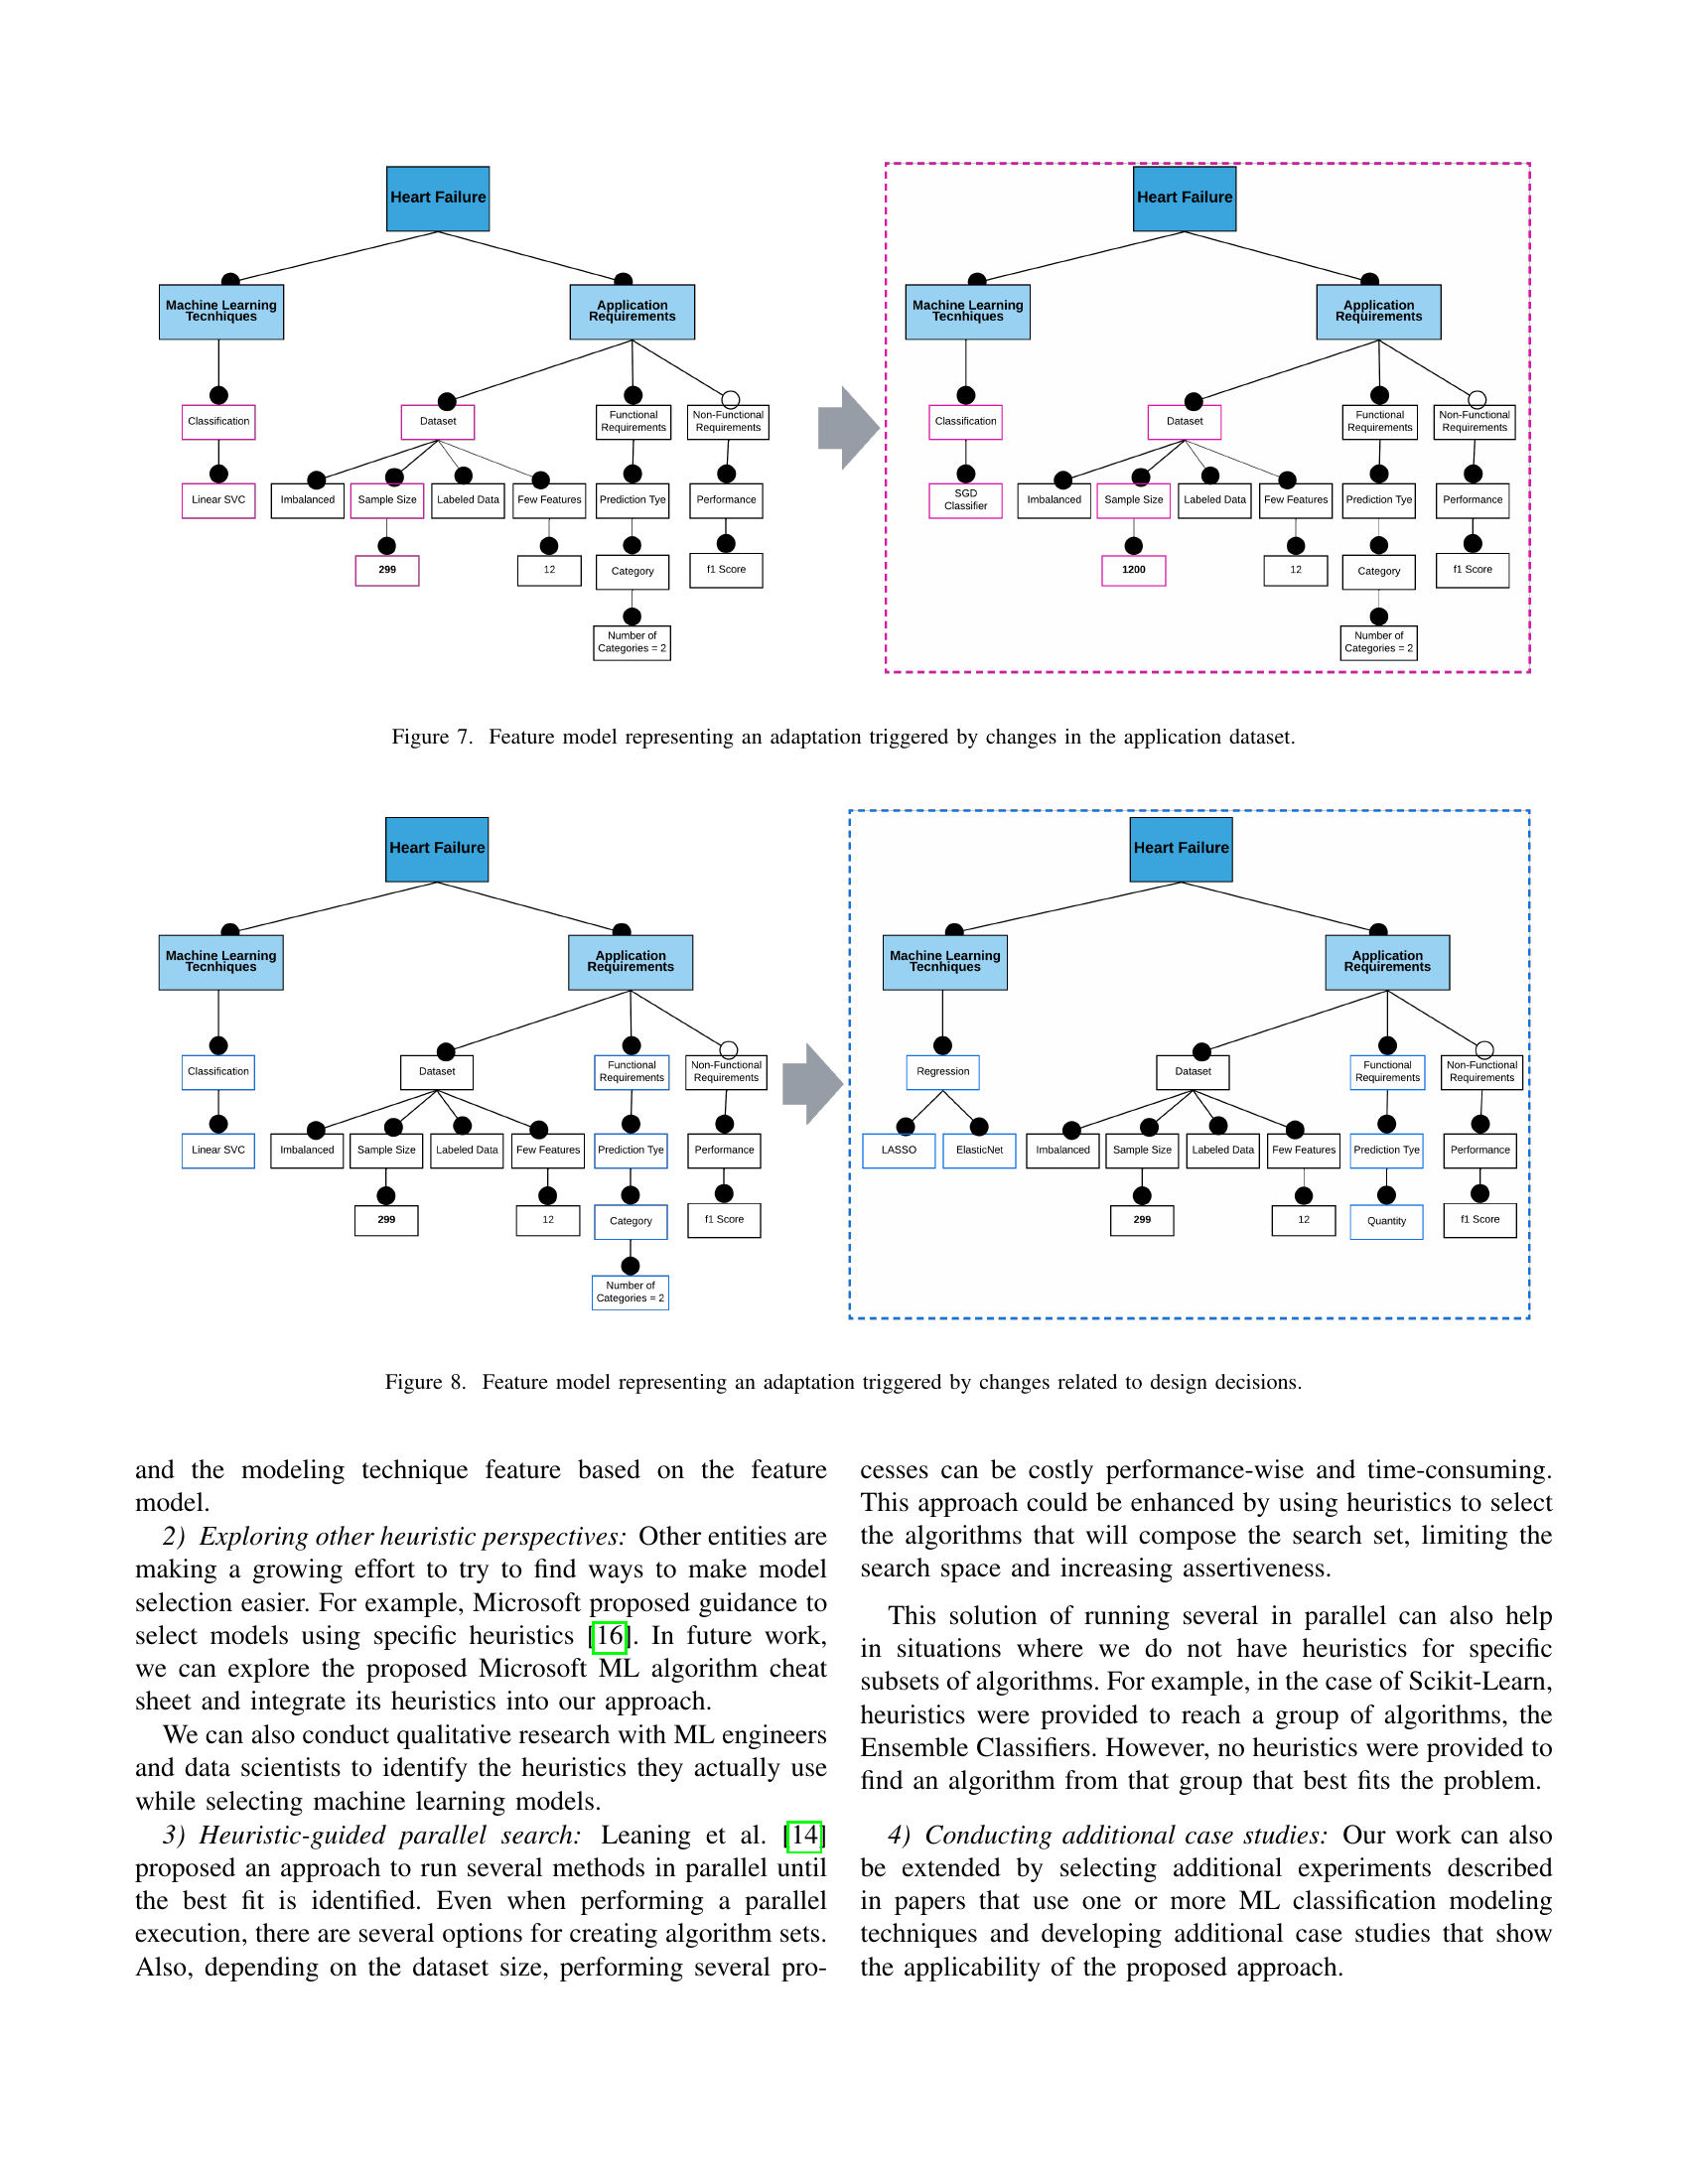 Heart Failure
Machine Learning
Tecnhiques
Application
Requirements
Classification
Dataset
Functional
Requirements
Non-Functional
Requirements
Linear SVC
Imbalanced
Sample Size
Labeled Data
Few Features
Prediction Tye
Performance
299
12
Category
f1 Score
Number of
Categories = 2
Heart Failure
Machine Learning
Tecnhiques
Application
Requirements
Classification
Dataset
Functional
Requirements
Non-Functional
Requirements
SGD
Classifier
Imbalanced
Sample Size
Labeled Data
Few Features
Prediction Tye
Performance
1200
12
Category
f1 Score
Number of
Categories = 2
Figure 7. Feature model representing an adaptation triggered by changes in the application dataset.
Heart Failure
Machine Learning
Tecnhiques
Application
Requirements
Classification
Dataset
Functional
Requirements
Non-Functional
Requirements
Linear SVC
Imbalanced
Sample Size
Labeled Data
Few Features
Prediction Tye
Performance
299
12
Category
f1 Score
Number of
Categories = 2
Heart Failure
Machine Learning
Tecnhiques
Application
Requirements
Regression
Dataset
Functional
Requirements
Non-Functional
Requirements
LASSO
ElasticNet
Imbalanced
Sample Size
Labeled Data
Few Features
Prediction Tye
Performance
299
12
Quantity
f1 Score
Figure 8. Feature model representing an adaptation triggered by changes related to design decisions.
and the modeling technique feature based on the feature
model.
2) Exploring other heuristic perspectives: Other entities are
making a growing effort to try to find ways to make model
selection easier. For example, Microsoft proposed guidance to
select models using specific heuristics [16]. In future work,
we can explore the proposed Microsoft ML algorithm cheat
sheet and integrate its heuristics into our approach.
We can also conduct qualitative research with ML engineers
and data scientists to identify the heuristics they actually use
while selecting machine learning models.
3) Heuristic-guided parallel search: Leaning et al. [14]
proposed an approach to run several methods in parallel until
the best fit is identified. Even when performing a parallel
execution, there are several options for creating algorithm sets.
Also, depending on the dataset size, performing several pro-
cesses can be costly performance-wise and time-consuming.
This approach could be enhanced by using heuristics to select
the algorithms that will compose the search set, limiting the
search space and increasing assertiveness.
This solution of running several in parallel can also help
in situations where we do not have heuristics for specific
subsets of algorithms. For example, in the case of Scikit-Learn,
heuristics were provided to reach a group of algorithms, the
Ensemble Classifiers. However, no heuristics were provided to
find an algorithm from that group that best fits the problem.
4) Conducting additional case studies: Our work can also
be extended by selecting additional experiments described
in papers that use one or more ML classification modeling
techniques and developing additional case studies that show
the applicability of the proposed approach.